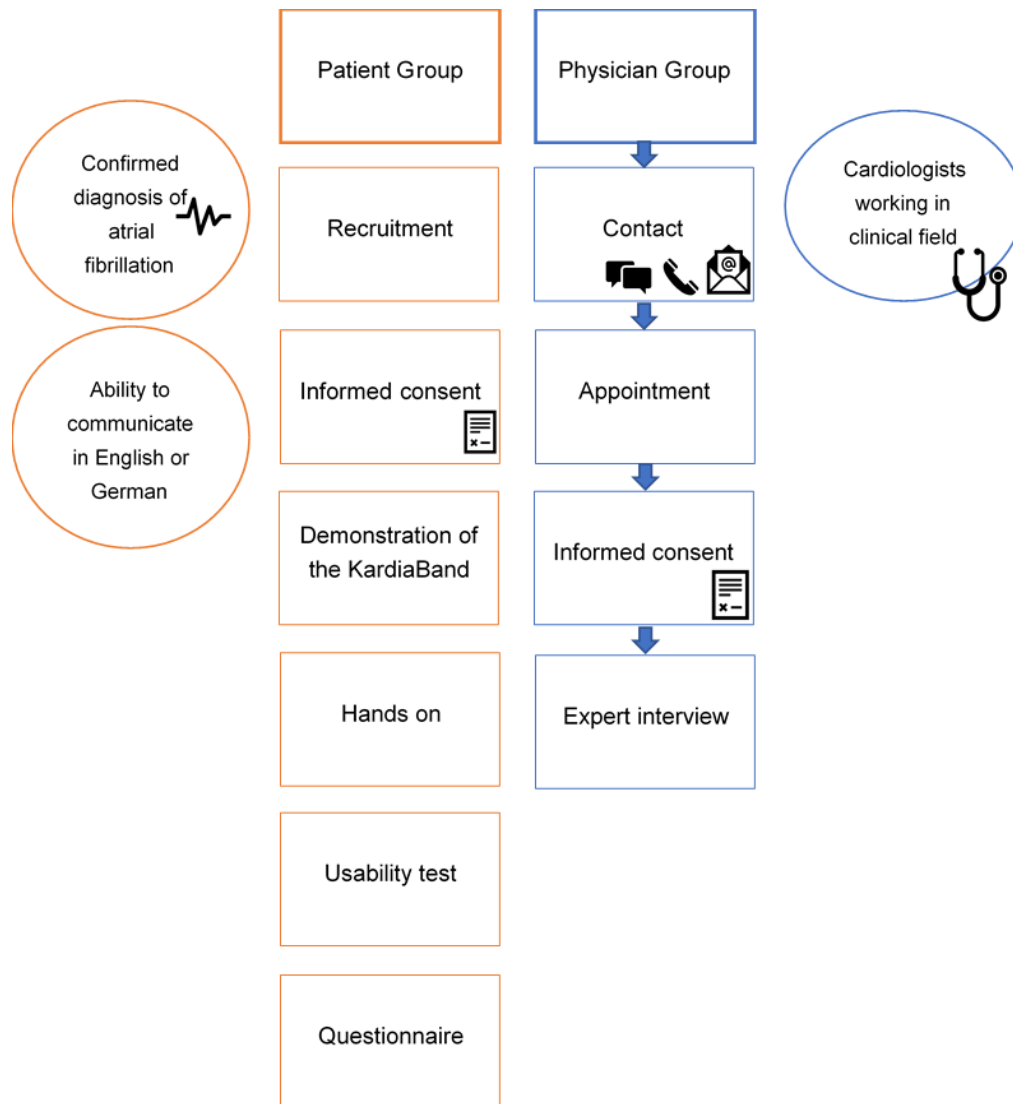 Patient Group
Physician Group
Confirmed
diagnosis of
atrial
fibrillation
Recruitment
Contact
@
Cardiologists
working in
clinical field
Ability to
communicate
in English or
German
Informed consent
Appointment
Demonstration of
the KardiaBand
Informed consent
Hands on
Expert interview
Usability test
Questionnaire